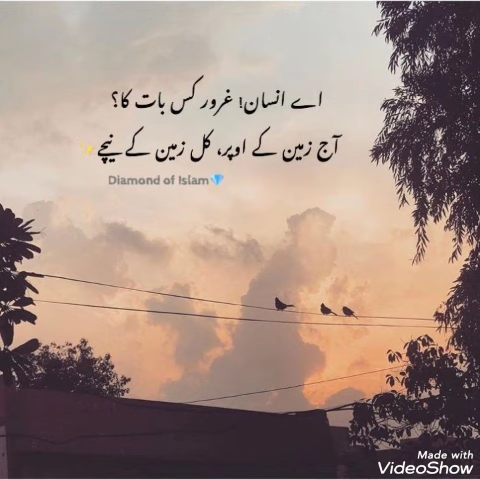 اے انسان! غرور کس بات کا؟
آج زمین کے اوپر، کل زمین کے نیچے ✨
Diamond of Islam💎
Made with
VideoShow